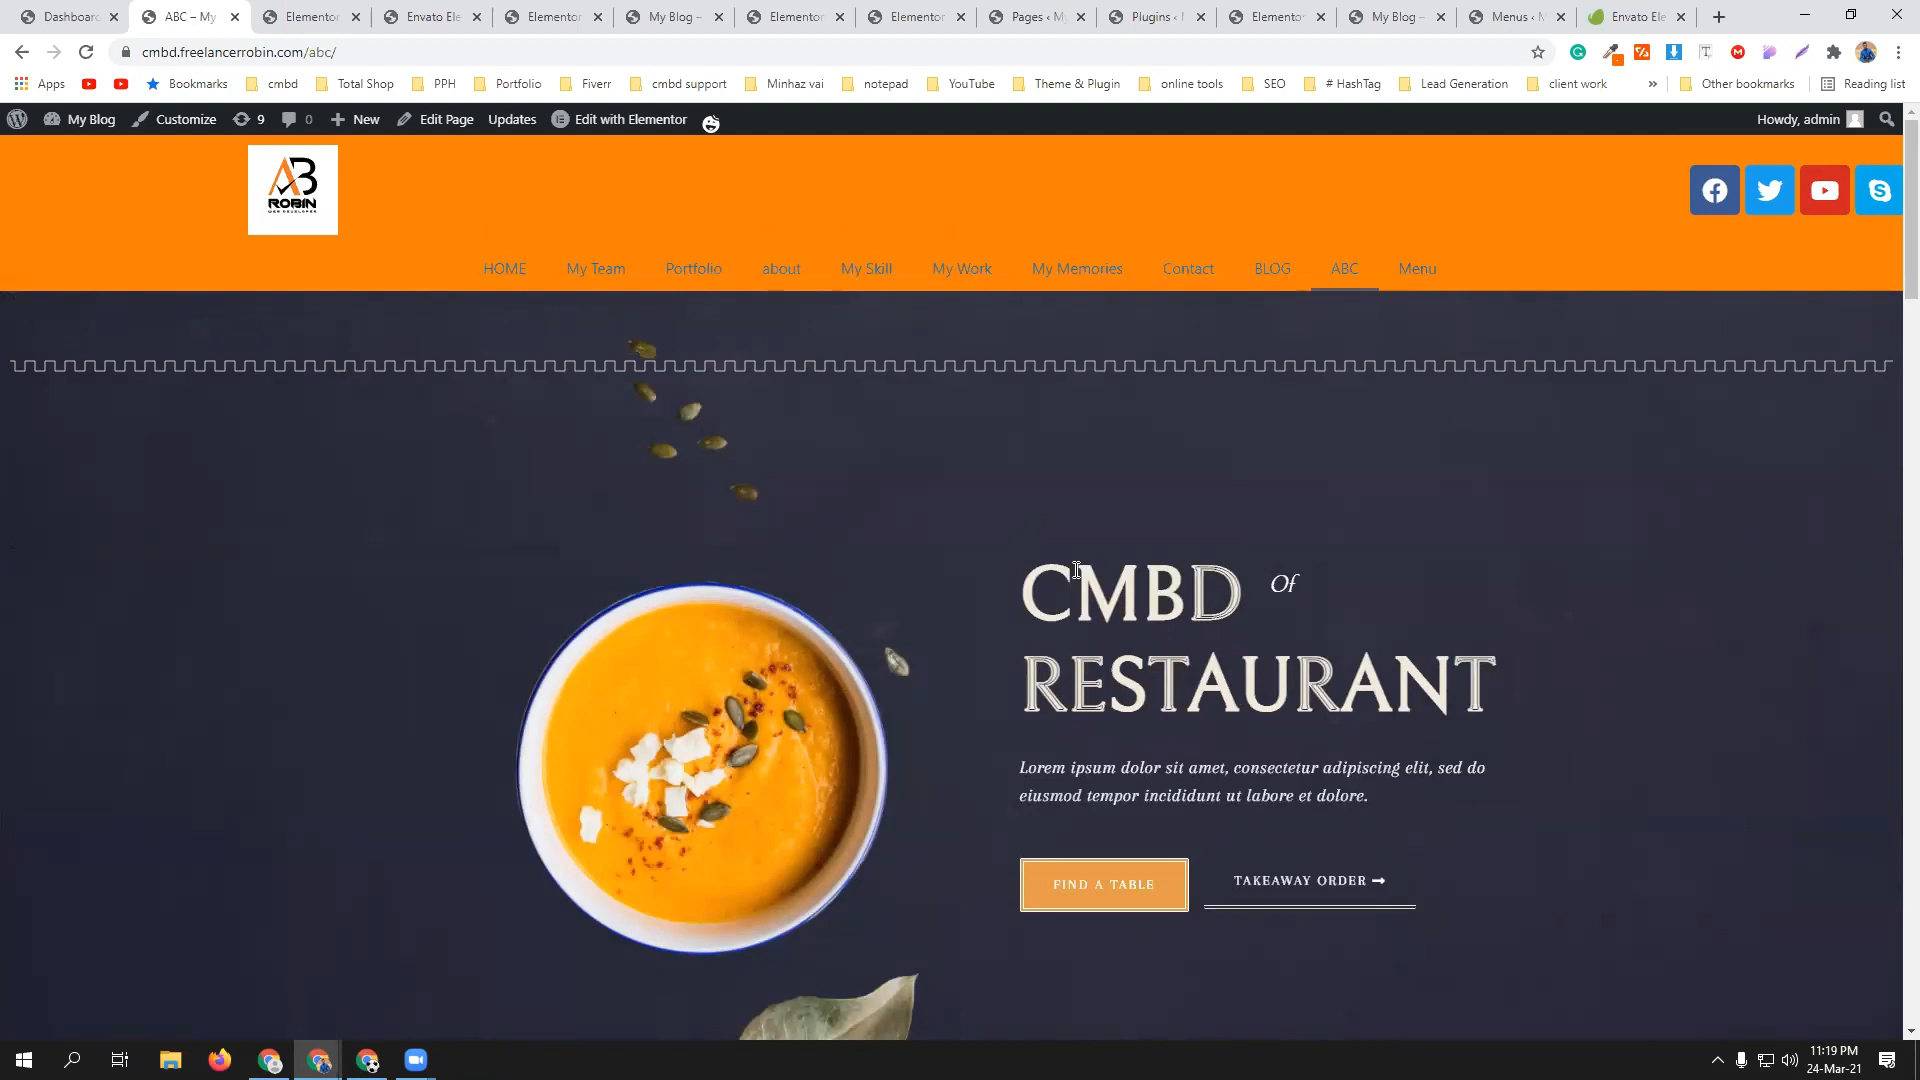 Dashboar
ABC – My
Elementor
Envato Ele
Elementor
My Blog –
Elementor
Elementor
Pages ‹ My
Plugins ‹
Elementor
My Blog –
Menus ‹
Envato Ele
cmbd.freelancerrobin.com/abc/
Apps
Bookmarks
cmbd
Total Shop
PPH
Portfolio
Fiverr
cmbd support
Minhaz vai
notepad
YouTube
Theme & Plugin
online tools
SEO
# HashTag
Lead Generation
client work
»
Other bookmarks
Reading list
My Blog
Customize
9
0
New
Edit Page
Updates
Edit with Elementor
Howdy, admin
AB
ROBIN
WEB DEVELOPER
HOME
My Team
Portfolio
about
My Skill
My Work
My Memories
Contact
BLOG
ABC
Menu
CMBD Of
RESTAURANT
Lorem ipsum dolor sit amet, consectetur adipiscing elit, sed do
eiusmod tempor incididunt ut labore et dolore.
FIND A TABLE
TAKEAWAY ORDER
11:19 PM
24-Mar-21